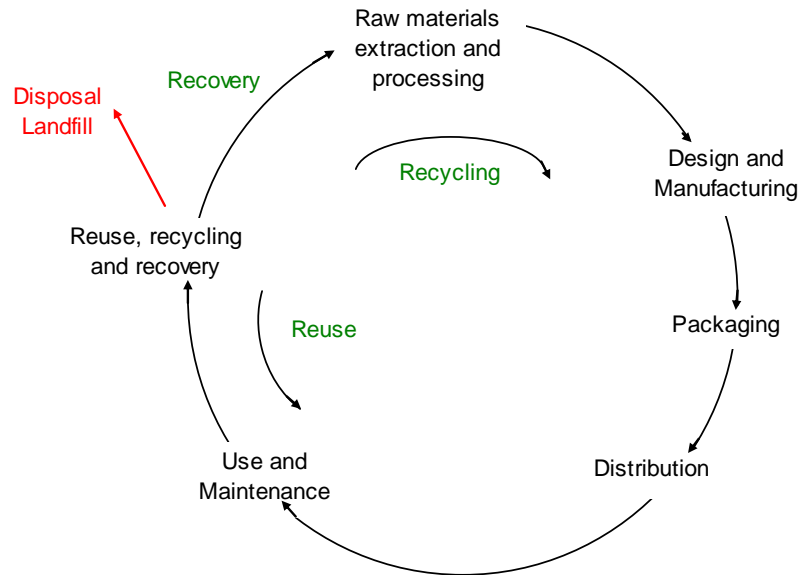 Raw materials
extraction and
processing
Recovery
Disposal
Landfill
Recycling
Design and
Manufacturing
Reuse, recycling
and recovery
Reuse
Packaging
Use and
Maintenance
Distribution